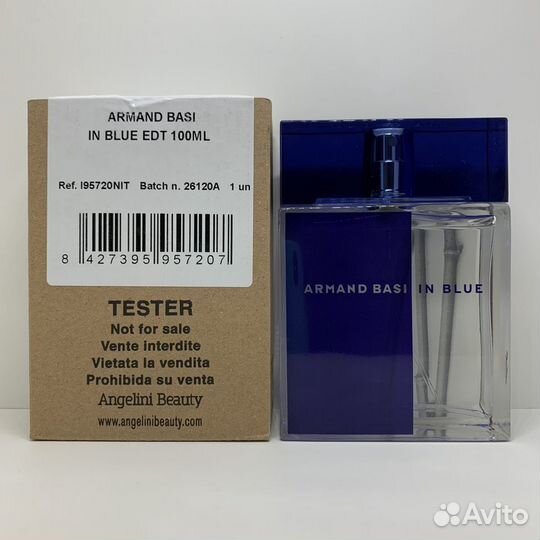 ARMAND BASI
IN BLUE EDT 100ML
Ref. I95720NIT Batch n. 26120A 1 un
8 427395 957207
TESTER
Not for sale
Vente interdite
Vietata la vendita
Prohibida su venta
Angelini Beauty
www.angelinibeauty.com
ARMAND BASI IN BLUE
Avito